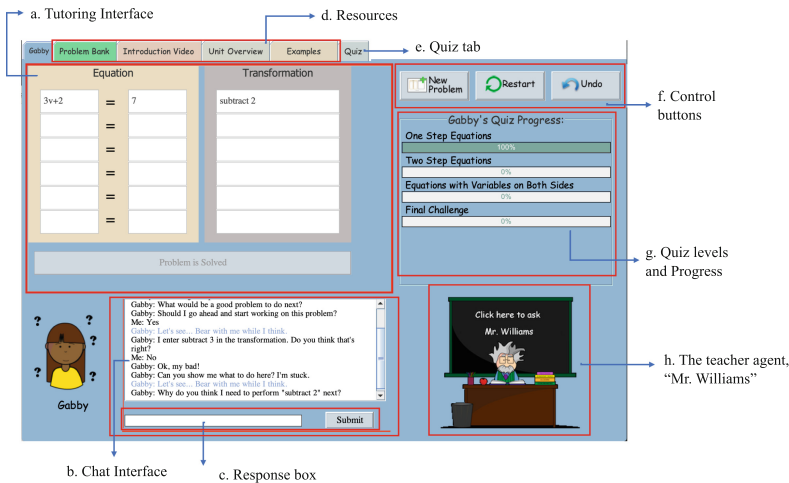 a. Tutoring Interface
d. Resources
e. Quiz tab
Gabby
Problem Bank
Introduction Video
Unit Overview
Examples
Quiz
Equation
Transformation
3v+2
=
7
subtract 2
=
=
=
=
=
Problem is Solved
New
Problem
Restart
Undo
f. Control
buttons
Gabby's Quiz Progress:
One Step Equations
100%
Two Step Equations
0%
Equations with Variables on Both Sides
0%
Final Challenge
0%
g. Quiz levels
and Progress
? ?
? ?
? ?
Gabby
Gabby: What would be a good problem to do next?
Gabby: Should I go ahead and start working on this problem?
Me: Yes
Gabby: Let's see... Bear with me while I think.
Gabby: I enter subtract 3 in the transformation. Do you think that's
right?
Me: No
Gabby: Ok, my bad!
Gabby: Can you show me what to do here? I'm stuck.
Gabby: Let's see... Bear with me while I think.
Gabby: Why do you think I need to perform "subtract 2" next?
Submit
Click here to ask
Mr. Williams
h. The teacher agent,
“Mr. Williams”
b. Chat Interface
c. Response box